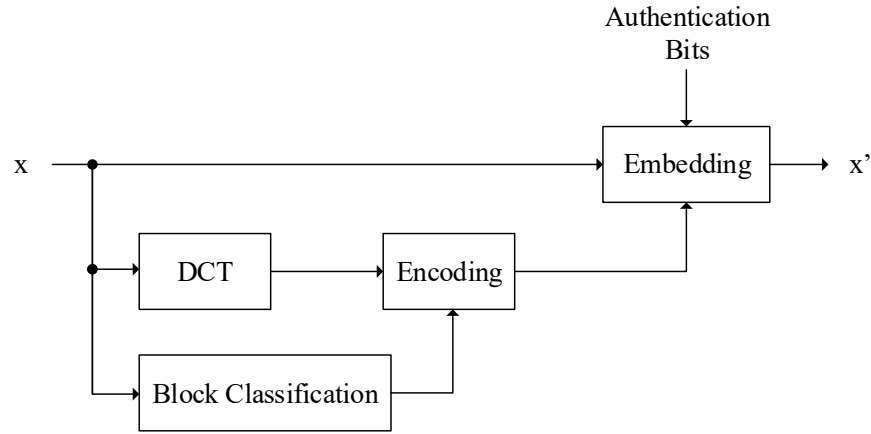 Authentication
Bits
x
Embedding
x’
DCT
Encoding
Block Classification